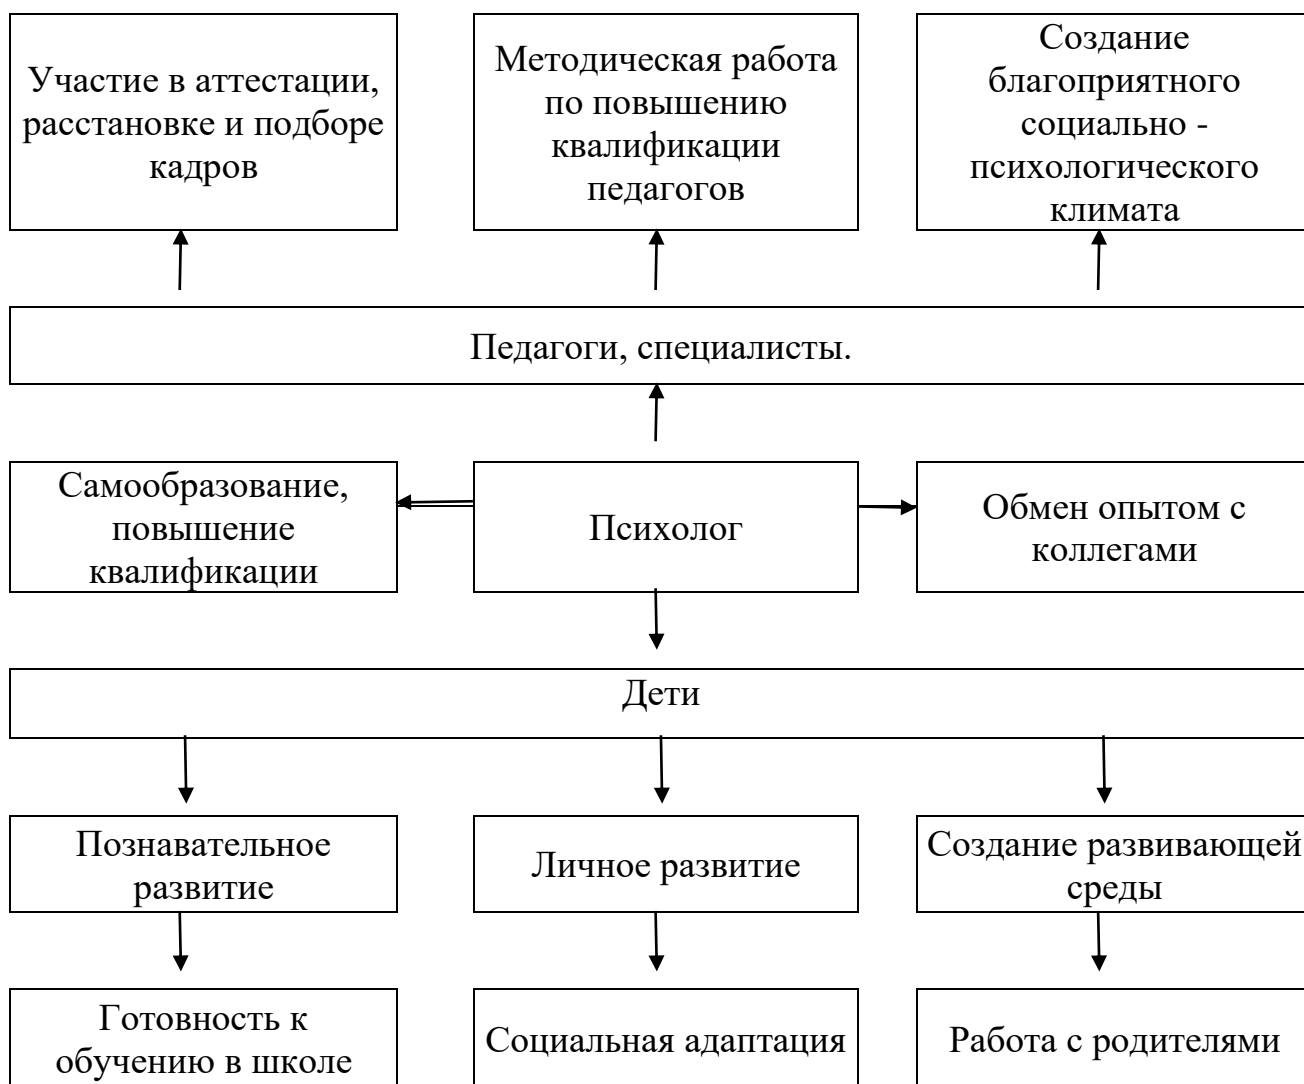 Участие в аттестации,
расстановке и подборе
кадров
Методическая работа
по повышению
квалификации
педагогов
Создание
благоприятного
социально -
психологического
климата
Педагоги, специалисты.
Самообразование,
повышение
квалификации
Психолог
Обмен опытом с
коллегами
Дети
Познавательное
развитие
Личное развитие
Создание развивающей
среды
Готовность к
обучению в школе
Социальная адаптация
Работа с родителями